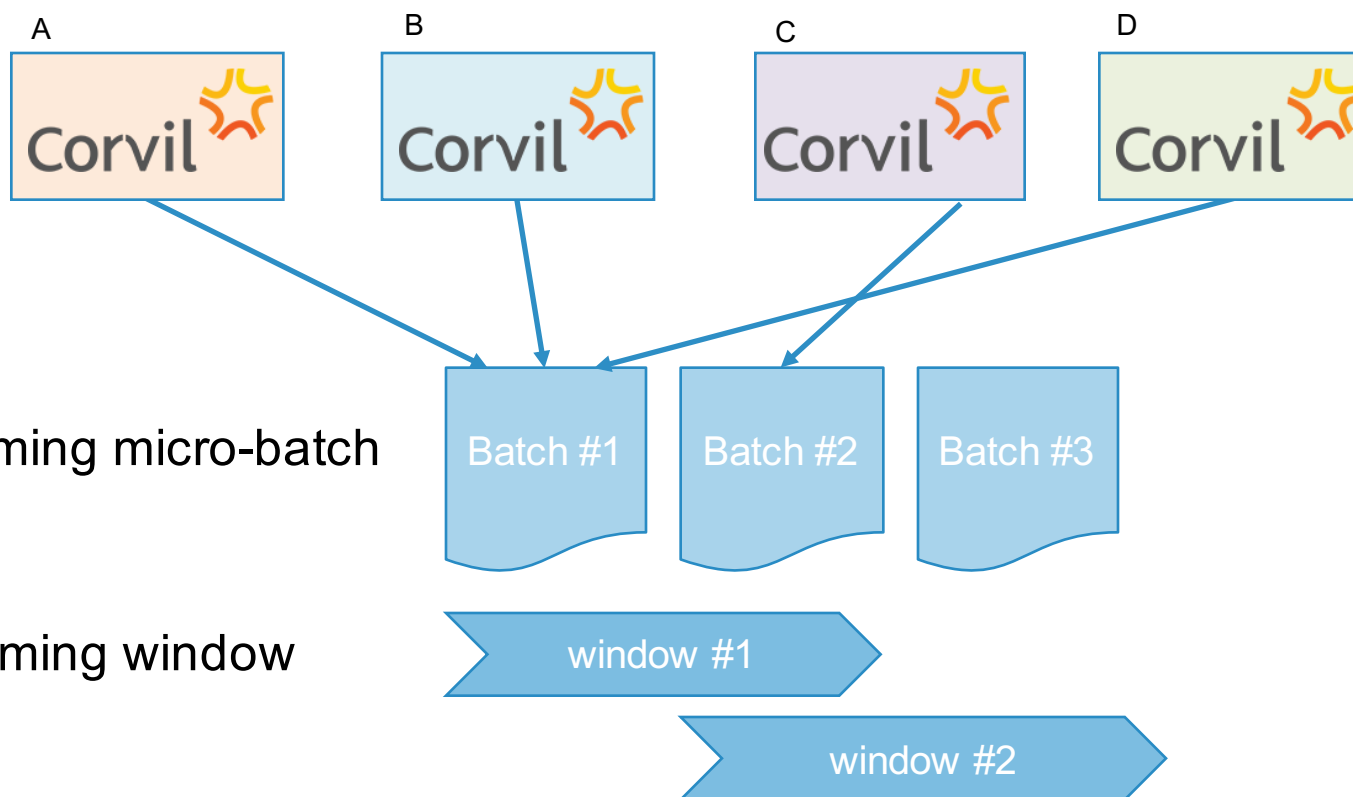 A
B
C
D
Corvil
Corvil
Corvil
Corvil
ming micro-batch
Batch #1
Batch #2
Batch #3
ming window
window #1
window #2